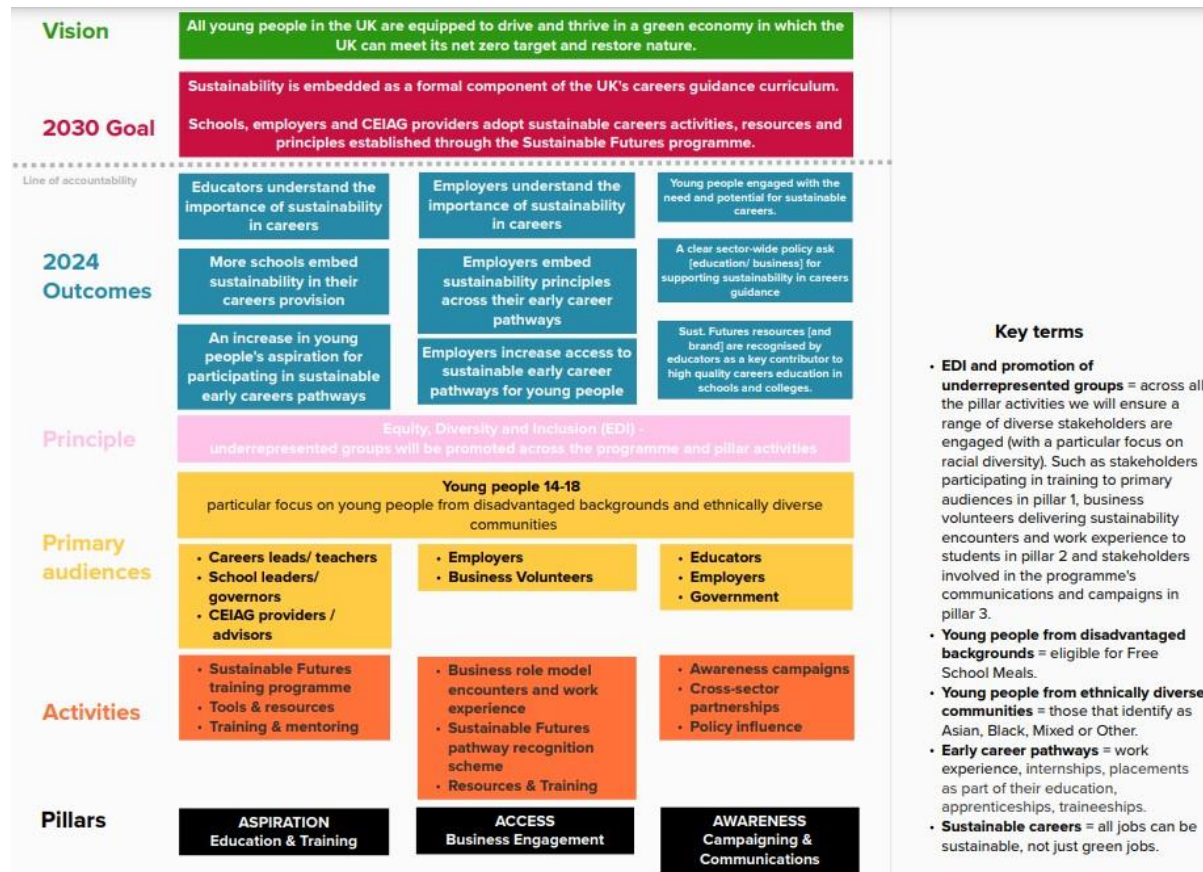 Vision
All young people in the UK are equipped to drive and thrive in a green economy in which the
UK can meet its net zero target and restore nature.
2030 Goal
Sustainability is embedded as a formal component of the UK's careers guidance curriculum.
Schools, employers and CEIAG providers adopt sustainable careers activities, resources and
principles established through the Sustainable Futures programme.
Line of accountability
2024
Outcomes
Educators understand the
importance of sustainability
in careers
More schools embed
sustainability in their
careers provision
An increase in young
people's aspiration for
participating in sustainable
early careers pathways
Employers understand the
importance of sustainability
in careers
Employers embed
sustainability principles
across their early career
pathways
Employers increase access to
sustainable early career
pathways for young people
Young people engaged with the
need and potential for sustainable
careers.
A clear sector-wide policy ask
[education/ business] for
supporting sustainability in careers
guidance
Sust. Futures resources [and
brand] are recognised by
educators as a key contributor to
high quality careers education in
schools and colleges.
Principle
Equity, Diversity and Inclusion (EDI) -
underrepresented groups will be promoted across the programme and pillar activities
Primary
audiences
Young people 14-18
particular focus on young people from disadvantaged backgrounds and ethnically diverse
communities
• Careers leads/ teachers
• School leaders/
governors
• CEIAG providers /
advisors
• Employers
• Business Volunteers
• Educators
• Employers
• Government
Activities
• Sustainable Futures
training programme
• Tools & resources
• Training & mentoring
• Business role model
encounters and work
experience
• Sustainable Futures
pathway recognition
scheme
• Resources & Training
• Awareness campaigns
• Cross-sector
partnerships
• Policy influence
Pillars
ASPIRATION
Education & Training
ACCESS
Business Engagement
AWARENESS
Campaigning &
Communications
Key terms
• EDI and promotion of
underrepresented groups = across all
the pillar activities we will ensure a
range of diverse stakeholders are
engaged (with a particular focus on
racial diversity). Such as stakeholders
participating in training to primary
audiences in pillar 1, business
volunteers delivering sustainability
encounters and work experience to
students in pillar 2 and stakeholders
involved in the programme's
communications and campaigns in
pillar 3.
• Young people from disadvantaged
backgrounds = eligible for Free
School Meals.
• Young people from ethnically diverse
communities = those that identify as
Asian, Black, Mixed or Other.
• Early career pathways = work
experience, internships, placements
as part of their education,
apprenticeships, traineeships.
• Sustainable careers = all jobs can be
sustainable, not just green jobs.